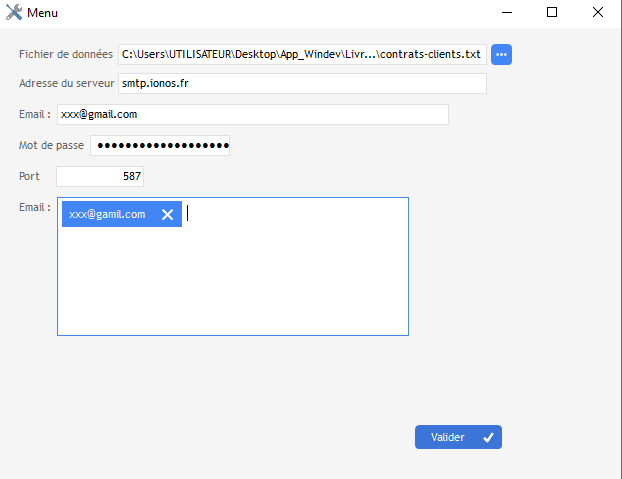 Menu
Fichier de données C:\Users\UTILISATEUR\Desktop\App_Windev\Livr...\contrats-clients.txt
Adresse du serveur smtp.ionos.fr
Email : xxx@gmail.com
Mot de passe ••••••••••••••••••••
Port 587
Email : xxx@gamil.com
Valider